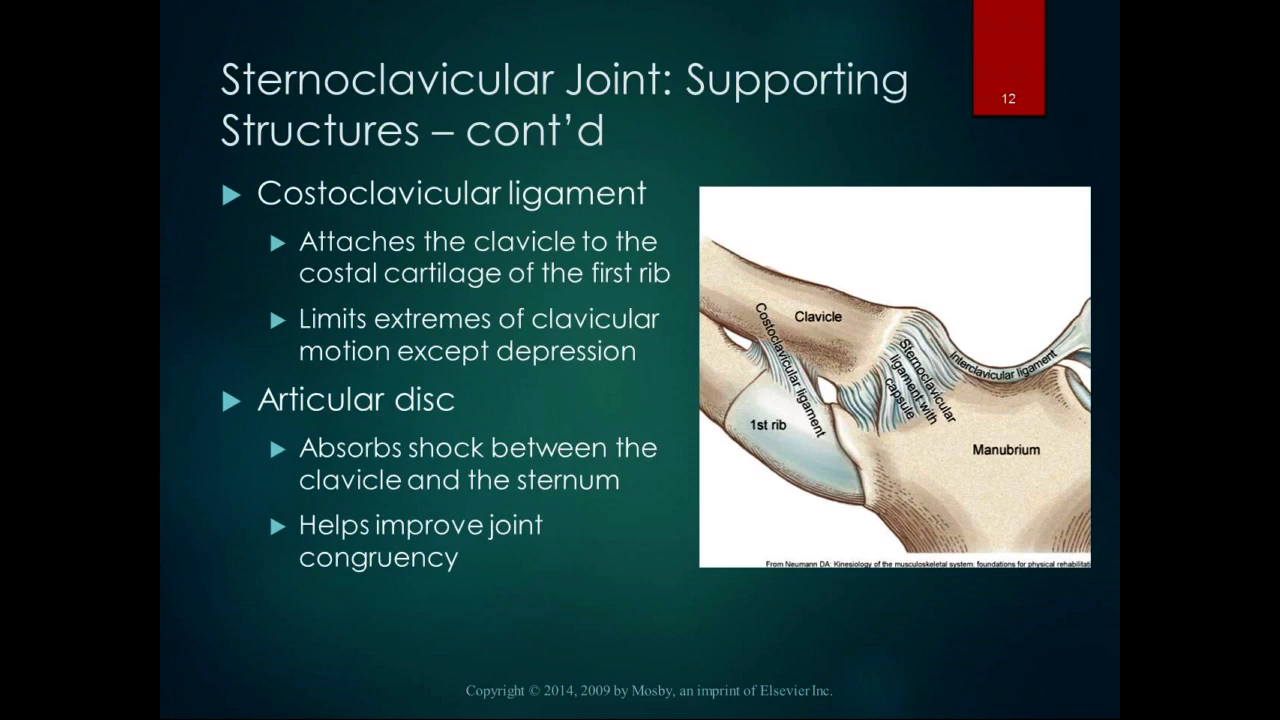 Sternoclavicular Joint: Supporting
Structures – cont’d
12
Costoclavicular ligament
Attaches the clavicle to the
costal cartilage of the first rib
Limits extremes of clavicular
motion except depression
Articular disc
Absorbs shock between the
clavicle and the sternum
Helps improve joint
congruency
Clavicle
Costoclavicular ligament
Sternoclavicular
ligament with
capsule
Interclavicular ligament
1st rib
Manubrium
From Neumann DA: Kinesiology of the musculoskeletal system: foundations for physical rehabilitati
Copyright © 2014, 2009 by Mosby, an imprint of Elsevier Inc.